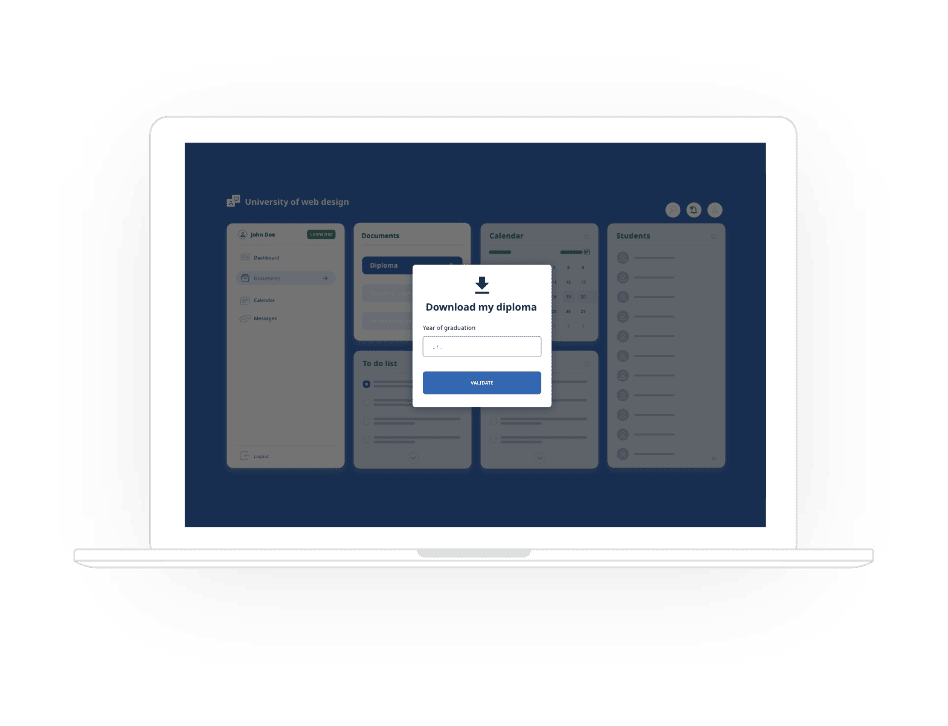 University of web design
John Doe
Dashboard
Documents
Calendar
Messages
Logout
Documents
Diploma
To do list
Calendar
Students
Download my diploma
Year of graduation
VALIDATE